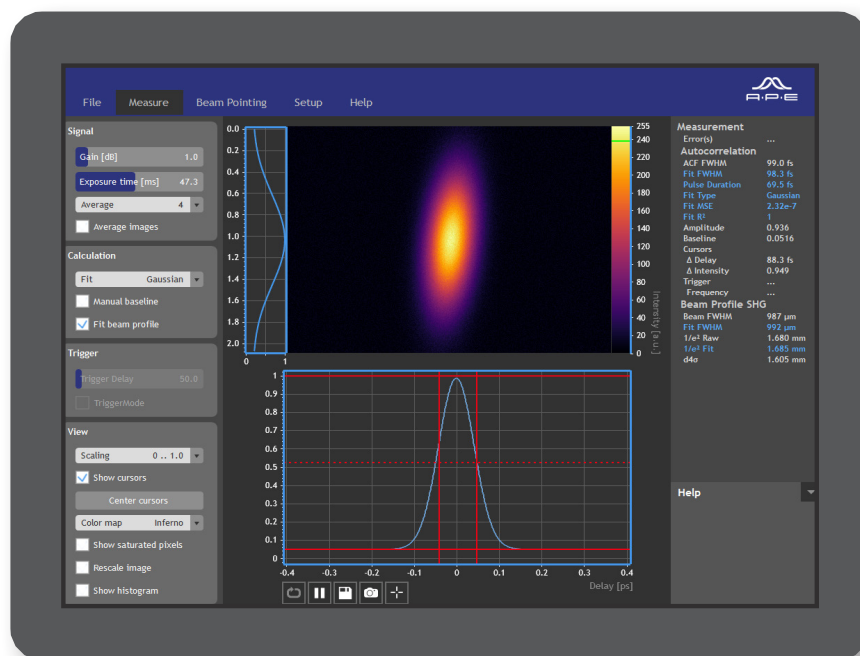 A.P.E
File Measure Beam Pointing Setup Help
Signal
Gain [dB] 1.0
Exposure time [ms] 47.3
Average 4
Average images
Calculation
Fit Gaussian
Manual baseline
Fit beam profile
Trigger
Trigger Delay 50.0
TriggerMode
View
Scaling 0 .. 1.0
Show cursors
Center cursors
Color map Inferno
Show saturated pixels
Rescale image
Show histogram
0.0
0.2
0.4
0.6
0.8
1.0
1.2
1.4
1.6
1.8
2.0
0 1
255
240
220
200
180
160
140
120
100
80
60
40
20
0
Intensity [a.u.]
1
0.9
0.8
0.7
0.6
0.5
0.4
0.3
0.2
0.1
0
-0.4 -0.3 -0.2 -0.1 0 0.1 0.2 0.3 0.4
Delay [ps]
Measurement
Error(s) ...
Autocorrelation
ACF FWHM 99.0 fs
Fit FWHM 98.3 fs
Pulse Duration 69.5 fs
Fit Type Gaussian
Fit MSE 2.32e-7
Fit R² 1
Amplitude 0.936
Baseline 0.0516
Cursors
Δ Delay 88.3 fs
Δ Intensity 0.949
Trigger ...
Frequency ...
Beam Profile SHG
Beam FWHM 987 µm
Fit FWHM 992 µm
1/e² Raw 1.680 mm
1/e² Fit 1.685 mm
d4σ 1.605 mm
Help